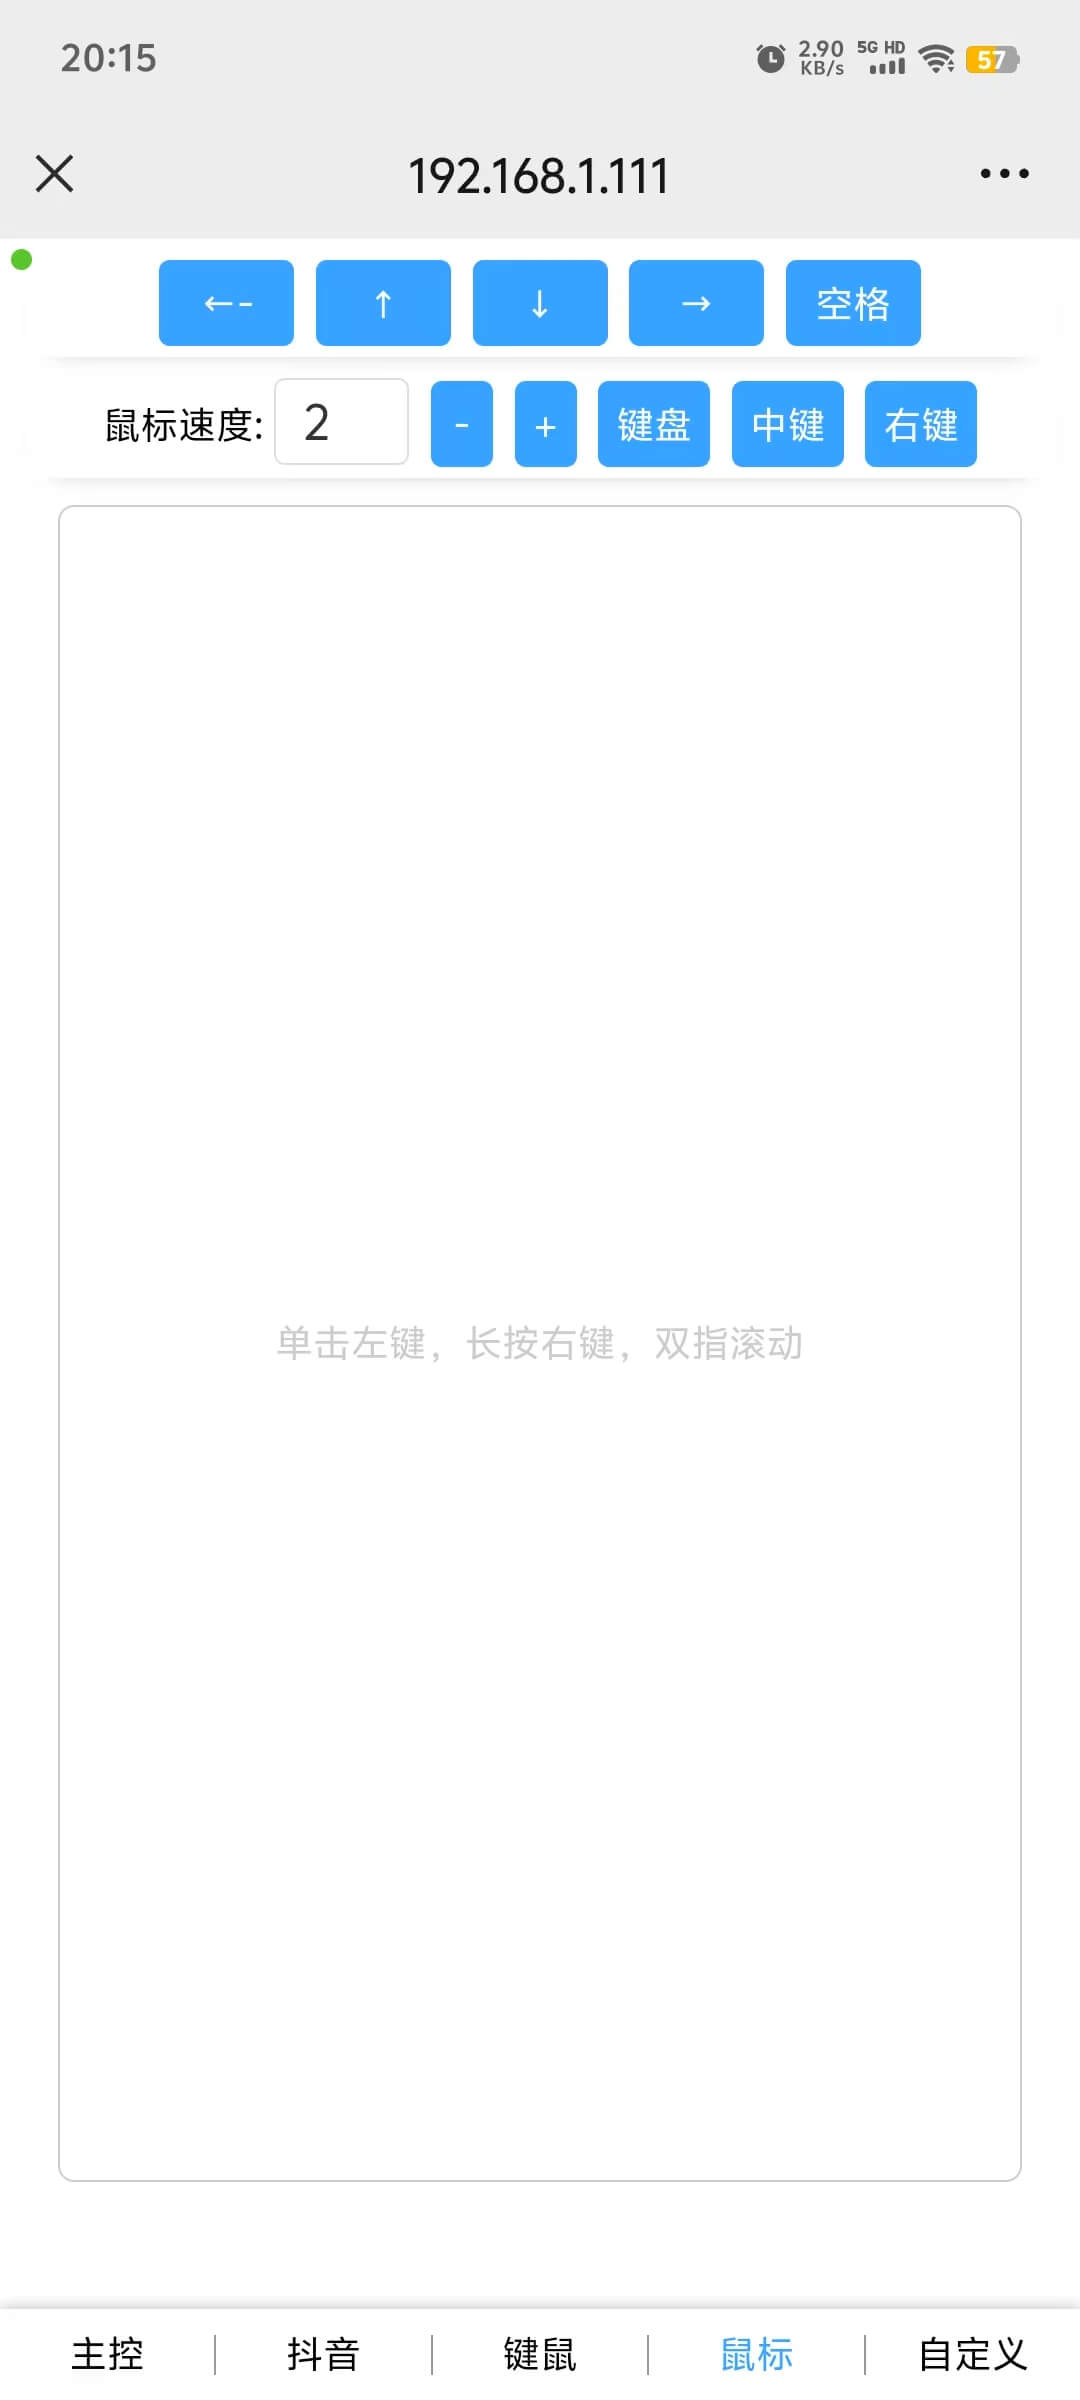 20:15 2.90 KB/s 5G HD 57
192.168.1.111
←- ↑ ↓ → 空格
鼠标速度: 2 - + 键盘 中键 右键
单击左键，长按右键，双指滚动
主控 抖音 键鼠 鼠标 自定义